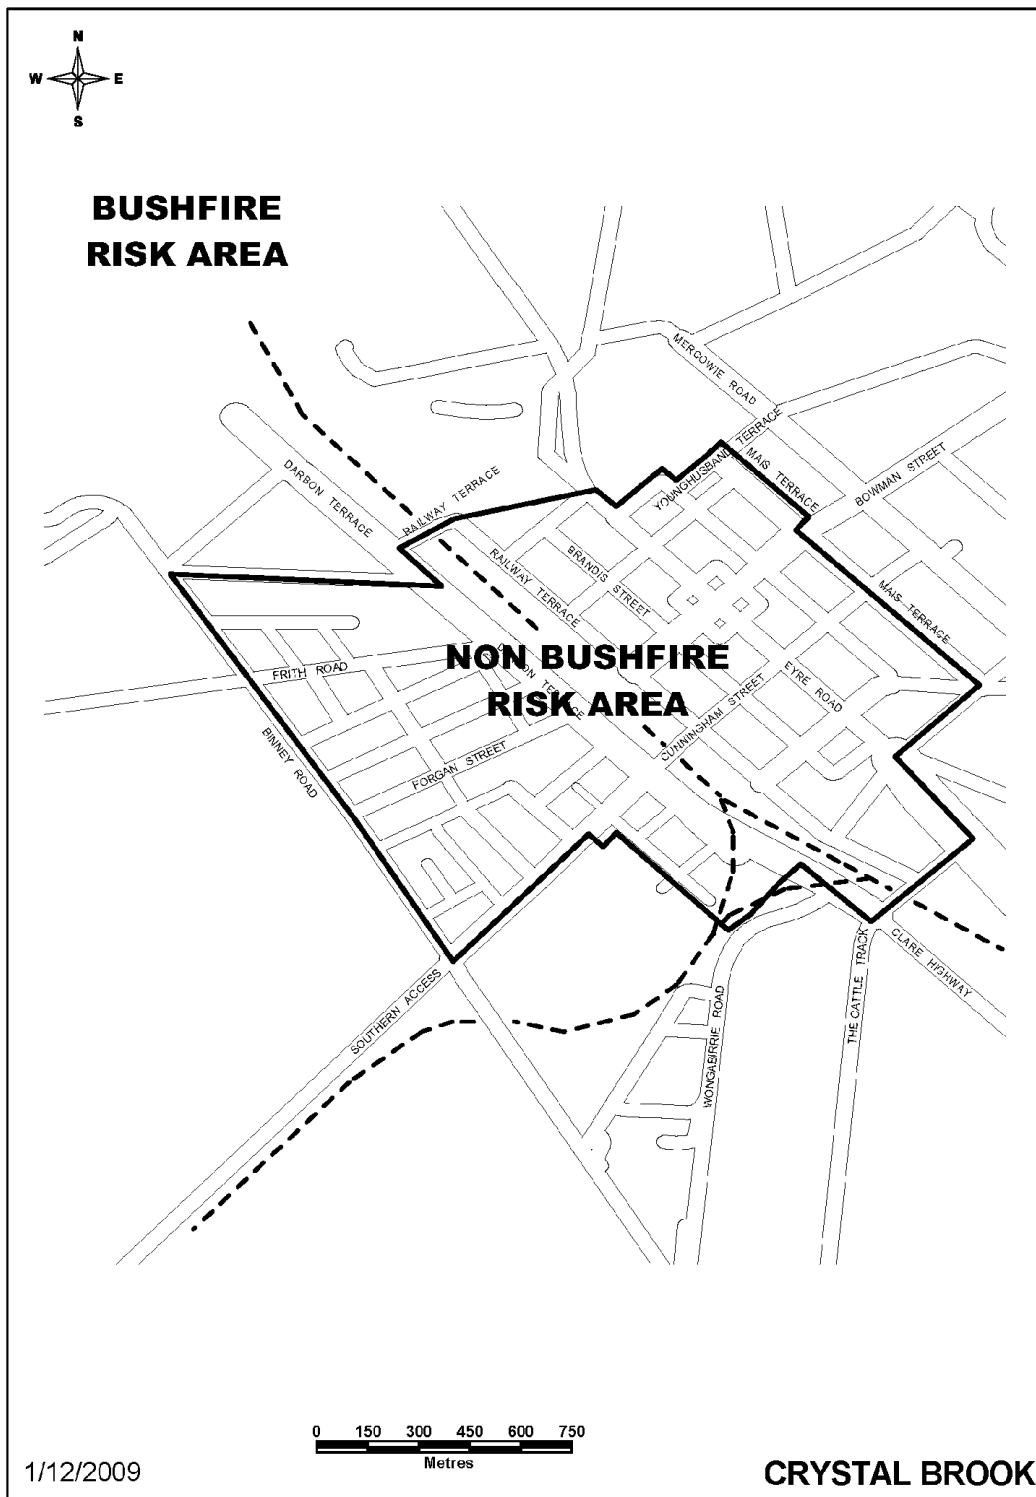 N
W E
S
BUSHFIRE
RISK AREA
MERCOWIE ROAD
YOUNGHUSBAND TERRACE
MAIS TERRACE
BOWMAN STREET
DARBON TERRACE
RAILWAY TERRACE
RAILWAY TERRACE
BRANDIS STREET
MAIS TERRACE
NON BUSHFIRE
RISK AREA
FRITH ROAD
DARBON TERRACE
EYRE ROAD
CUNNINGHAM STREET
BINNEY ROAD
FORGAN STREET
SOUTHERN ACCESS
WONGABIRRIE ROAD
THE CATTLE TRACK
CLARE HIGHWAY
0 150 300 450 600 750
Metres
1/12/2009
CRYSTAL BROOK